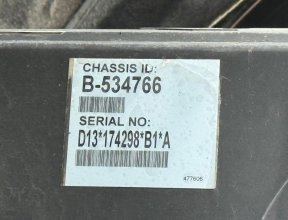 CHASSIS ID:
B-534766
SERIAL NO:
D13*174298*B1*A
477605